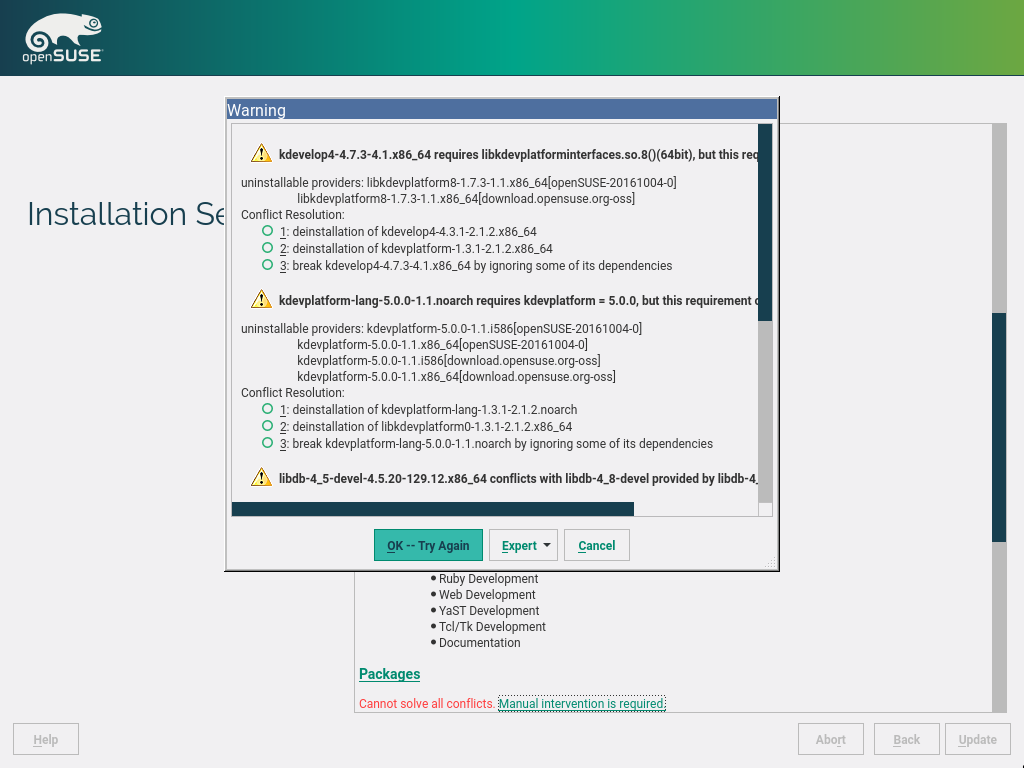 openSUSE
Warning
kdevelop4-4.7.3-4.1.x86_64 requires libkdevplatforminterfaces.so.8()(64bit), but this req
uninstallable providers: libkdevplatform8-1.7.3-1.1.x86_64[openSUSE-20161004-0]
libkdevplatform8-1.7.3-1.1.x86_64[download.opensuse.org-oss]
Conflict Resolution:
1: deinstallation of kdevelop4-4.3.1-2.1.2.x86_64
2: deinstallation of kdevplatform-1.3.1-2.1.2.x86_64
3: break kdevelop4-4.7.3-4.1.x86_64 by ignoring some of its dependencies
kdevplatform-lang-5.0.0-1.1.noarch requires kdevplatform = 5.0.0, but this requirement c
uninstallable providers: kdevplatform-5.0.0-1.1.i586[openSUSE-20161004-0]
kdevplatform-5.0.0-1.1.x86_64[openSUSE-20161004-0]
kdevplatform-5.0.0-1.1.i586[download.opensuse.org-oss]
kdevplatform-5.0.0-1.1.x86_64[download.opensuse.org-oss]
Conflict Resolution:
1: deinstallation of kdevplatform-lang-1.3.1-2.1.2.noarch
2: deinstallation of libkdevplatform0-1.3.1-2.1.2.x86_64
3: break kdevplatform-lang-5.0.0-1.1.noarch by ignoring some of its dependencies
libdb-4_5-devel-4.5.20-129.12.x86_64 conflicts with libdb-4_8-devel provided by libdb-4_
OK -- Try Again
Expert
Cancel
Installation Se
Ruby Development
Web Development
YaST Development
Tcl/Tk Development
Documentation
Packages
Cannot solve all conflicts. Manual intervention is required.
Help
Abort
Back
Update